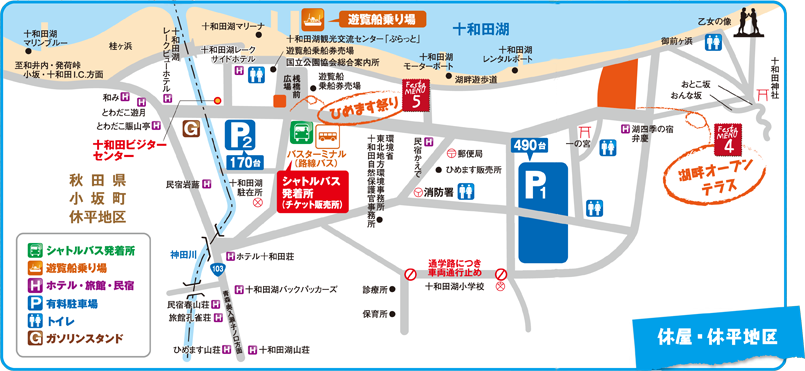 遊覧船乗り場
十和田湖
乙女の像
御前ヶ浜
十和田湖
マリンブルー
桂ヶ浜
至和井内・発荷峠
小坂・十和田I.C.方面
十和田湖
レークビューホテル
十和田湖マリーナ
十和田湖レーク
サイドホテル
十和田湖観光交流センター「ぷらっと」
遊覧船乗船券売場
国立公園協会総合案内所
桟橋前
広場
遊覧船
乗船券売場
十和田湖
モーターボート
十和田湖
レンタルボート
湖畔遊歩道
十和田神社
おとこ坂
おんな坂
和み
とわだこ遊月
とわだこ賑山亭
十和田ビジター
センター
ひめます祭り
Festa
MENU
5
Festa
MENU
4
湖畔オープン
テラス
G
P2
170台
バスターミナル
(路線バス)
シャトルバス
発着所
(チケット販売所)
環境省
東北地方環境事務所
十和田自然保護官事務所
民宿かえで
郵便局
ひめます販売所
消防署
490台
P1
一の宮
湖四季の宿
弁慶
秋田県
小坂町
休平地区
民宿岩蕗
十和田湖
駐在所
神田川
103
ホテル十和田荘
通学路につき
車両通行止め
十和田湖小学校
診療所
保育所
十和田湖バックパッカーズ
民宿春山荘
旅館孔雀荘
ひめます山荘
十和田湖山荘
シャトルバス発着所
遊覧船乗り場
H ホテル・旅館・民宿
P 有料駐車場
トイレ
G ガソリンスタンド
休屋・休平地区